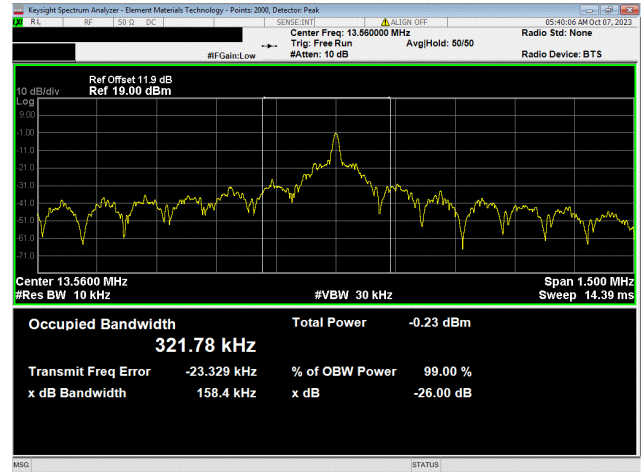 Keysight Spectrum Analyzer - Element Materials Technology - Points: 2000, Detector: Peak
RL RF 50 Ω DC SENSE:INT ALIGN OFF 05:40:06 AM Oct 07, 2023
Center Freq: 13.560000 MHz Radio Std: None
Trig: Free Run Avg|Hold: 50/50
#IFGain:Low #Atten: 10 dB Radio Device: BTS
Ref Offset 11.9 dB
10 dB/div Ref 19.00 dBm
Log
9.00
-1.00
-11.0
-21.0
-31.0
-41.0
-51.0
-61.0
-71.0
Center 13.5600 MHz Span 1.500 MHz
#Res BW 10 kHz #VBW 30 kHz Sweep 14.39 ms
Occupied Bandwidth Total Power -0.23 dBm
321.78 kHz
Transmit Freq Error -23.329 kHz % of OBW Power 99.00 %
x dB Bandwidth 158.4 kHz x dB -26.00 dB
MSG STATUS